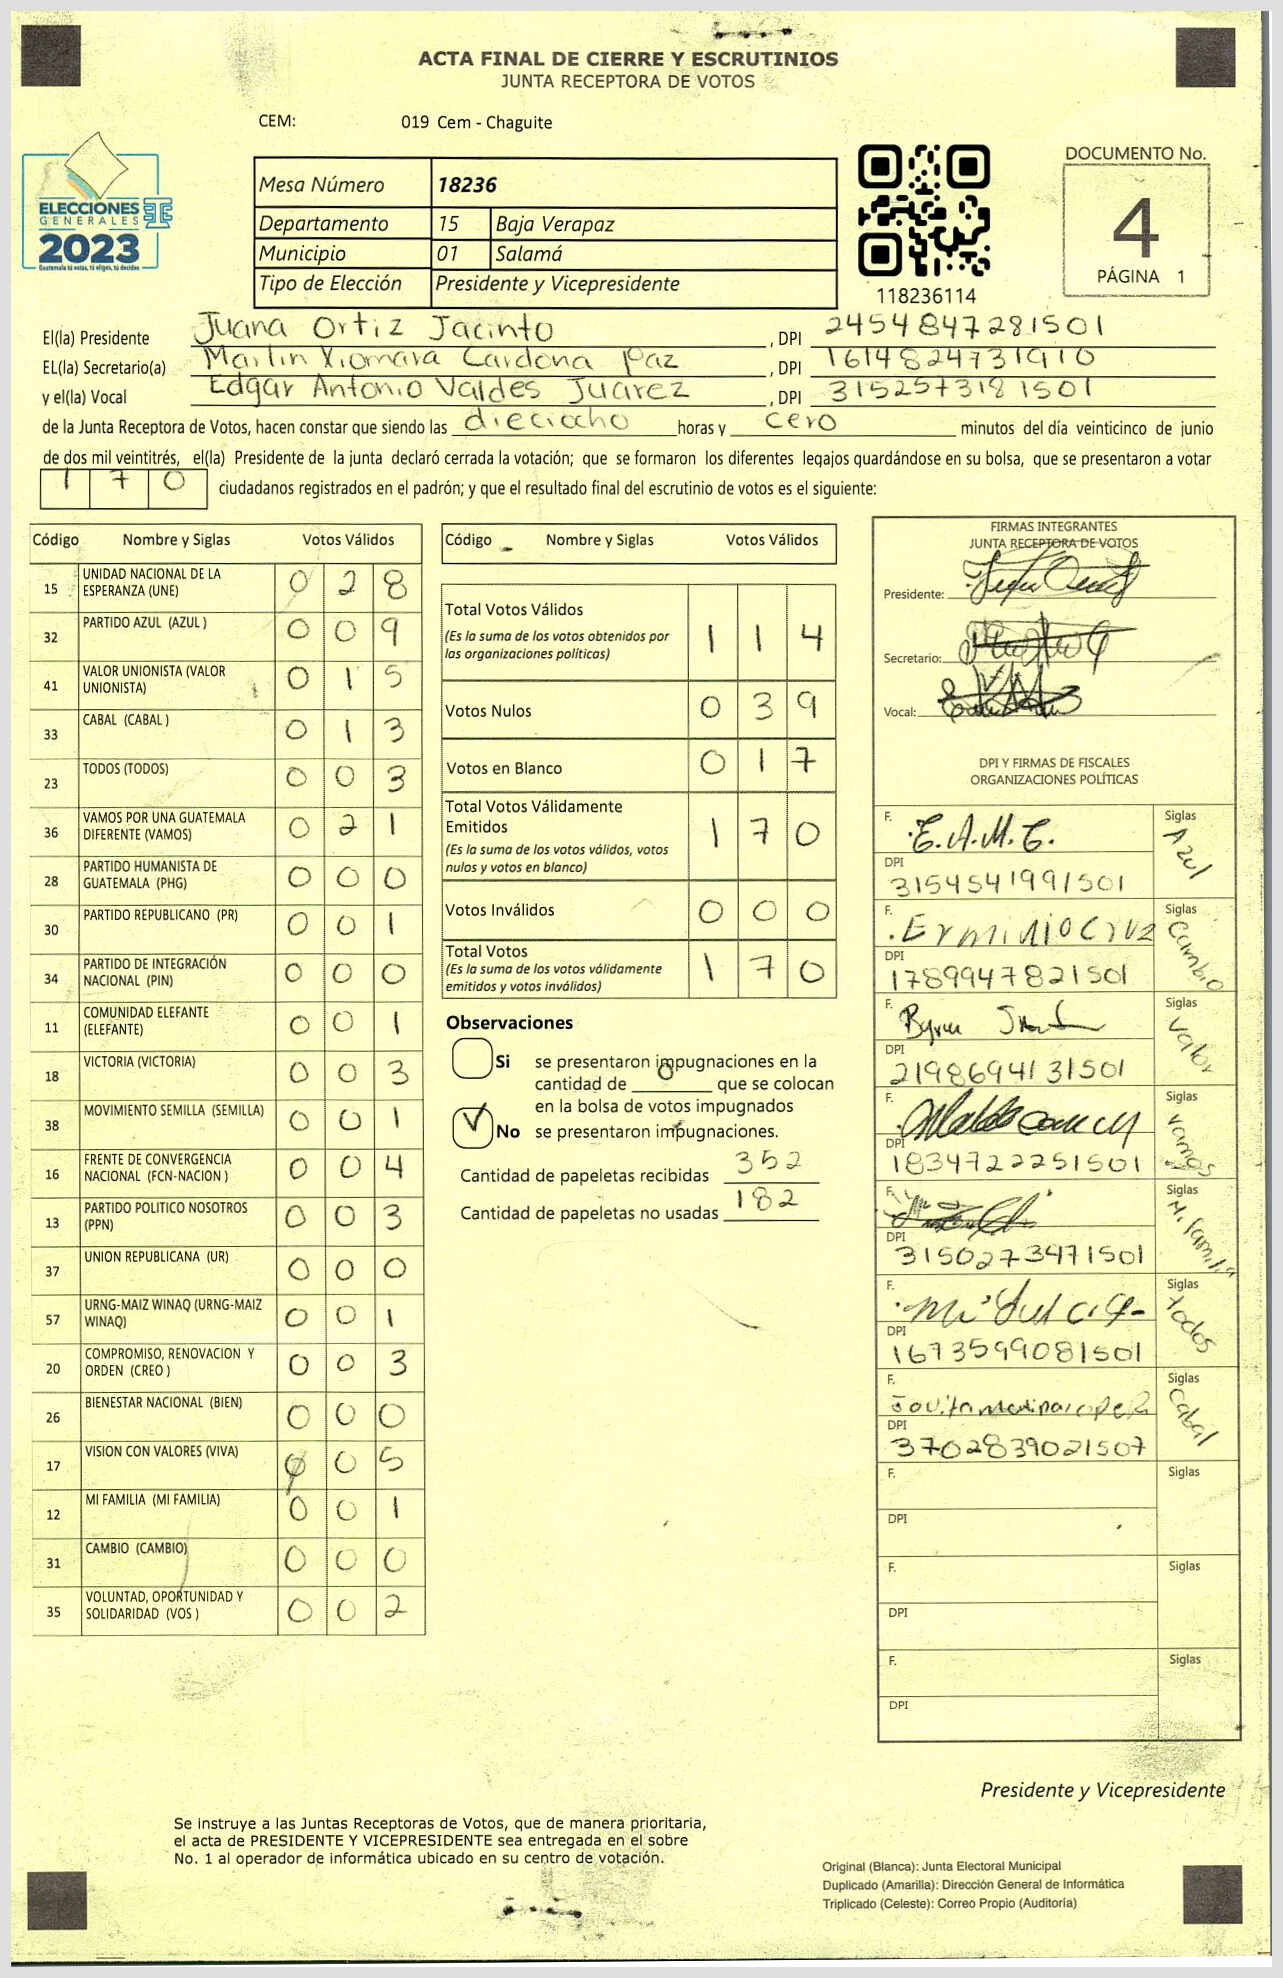 ACTA FINAL DE CIERRE Y ESCRUTINIOS
JUNTA RECEPTORA DE VOTOS
CEM: 019 Cem - Chaguite
ELECCIONES
GENERALES
2023
Guatemala tú votas, tú eliges, tú decides
Mesa Número 18236
Departamento 15 Baja Verapaz
Municipio 01 Salamá
Tipo de Elección Presidente y Vicepresidente
118236114
DOCUMENTO No.
4
PÁGINA 1
El(la) Presidente Juana Ortiz Jacinto, DPI 2454847281501
EL(la) Secretario(a) Marlin Xiomara Cardona Paz, DPI 1614824731910
y el(la) Vocal Edgar Antonio Valdes Juarez, DPI 3152573181501
de la Junta Receptora de Votos, hacen constar que siendo las dieciocho horas y cero minutos del día veinticinco de junio
de dos mil veintitrés, el(la) Presidente de la junta declaró cerrada la votación; que se formaron los diferentes legajos guardándose en su bolsa, que se presentaron a votar
170 ciudadanos registrados en el padrón; y que el resultado final del escrutinio de votos es el siguiente:
Código Nombre y Siglas Votos Válidos
15 UNIDAD NACIONAL DE LA ESPERANZA (UNE) 0 2 8
32 PARTIDO AZUL (AZUL ) 0 0 9
41 VALOR UNIONISTA (VALOR UNIONISTA) 0 1 5
33 CABAL (CABAL ) 0 1 3
23 TODOS (TODOS) 0 0 3
36 VAMOS POR UNA GUATEMALA DIFERENTE (VAMOS) 0 2 1
28 PARTIDO HUMANISTA DE GUATEMALA (PHG) 0 0 0
30 PARTIDO REPUBLICANO (PR) 0 0 1
34 PARTIDO DE INTEGRACIÓN NACIONAL (PIN) 0 0 0
11 COMUNIDAD ELEFANTE (ELEFANTE) 0 0 1
18 VICTORIA (VICTORIA) 0 0 3
38 MOVIMIENTO SEMILLA (SEMILLA) 0 0 1
16 FRENTE DE CONVERGENCIA NACIONAL (FCN-NACION ) 0 0 4
13 PARTIDO POLITICO NOSOTROS (PPN) 0 0 3
37 UNION REPUBLICANA (UR) 0 0 0
57 URNG-MAIZ WINAQ (URNG-MAIZ WINAQ) 0 0 1
20 COMPROMISO, RENOVACION Y ORDEN (CREO ) 0 0 3
26 BIENESTAR NACIONAL (BIEN) 0 0 0
17 VISION CON VALORES (VIVA) 0 0 5
12 MI FAMILIA (MI FAMILIA) 0 0 1
31 CAMBIO (CAMBIO) 0 0 0
35 VOLUNTAD, OPORTUNIDAD Y SOLIDARIDAD (VOS ) 0 0 2
Código Nombre y Siglas Votos Válidos
Total Votos Válidos 1 1 4
(Es la suma de los votos obtenidos por
las organizaciones políticas)
Votos Nulos 0 3 9
Votos en Blanco 0 1 7
Total Votos Válidamente
Emitidos 1 7 0
(Es la suma de los votos válidos, votos
nulos y votos en blanco)
Votos Inválidos 0 0 0
Total Votos 1 7 0
(Es la suma de los votos válidamente
emitidos y votos inválidos)
Observaciones
Si se presentaron impugnaciones en la
cantidad de 0 que se colocan
en la bolsa de votos impugnados
No se presentaron impugnaciones.
Cantidad de papeletas recibidas 352
Cantidad de papeletas no usadas 182
FIRMAS INTEGRANTES
JUNTA RECEPTORA DE VOTOS
Presidente:
Secretario:
Vocal:
DPI Y FIRMAS DE FISCALES
ORGANIZACIONES POLÍTICAS
F. E.A.M.G. Siglas Azul
DPI 3154541991501
F. Erminio Cruz Siglas Cambio
DPI 1789947821501
F. Byron Siglas Valor
DPI 2198694131501
F. Siglas Vamos
DPI 1834722251501
F. Siglas Mi familia
DPI 3150273471501
F. Siglas todos
DPI 1673599081501
F. Siglas Cabal
DPI 3702839021507
F. Siglas
DPI
F. Siglas
DPI
F. Siglas
DPI
Presidente y Vicepresidente
Se instruye a las Juntas Receptoras de Votos, que de manera prioritaria,
el acta de PRESIDENTE Y VICEPRESIDENTE sea entregada en el sobre
No. 1 al operador de informática ubicado en su centro de votación.
Original (Blanca): Junta Electoral Municipal
Duplicado (Amarilla): Dirección General de Informática
Triplicado (Celeste): Correo Propio (Auditoría)